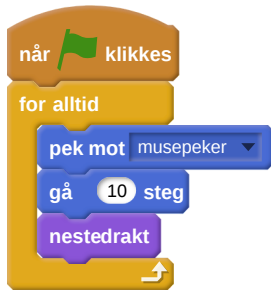 når klikkes
for alltid
pek mot musepeker
gå 10 steg
nestedrakt